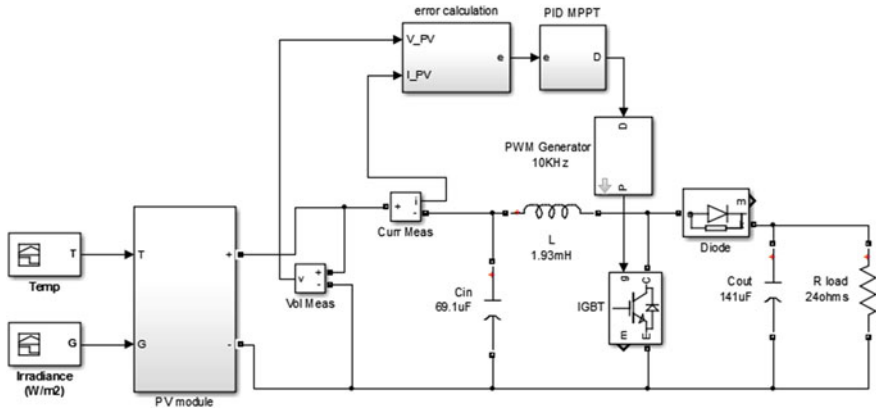 error calculation
PID MPPT
V_PV
I_PV
e
e
D
D
PWM Generator
10KHz
P
m
Diode
+
i
-
Curr Meas
L
1.93mH
T
Temp
T
+
v
+
-
Vol Meas
Cin
69.1uF
g
C
IGBT
m
E
Cout
141uF
R load
24ohms
G
Irradiance
(W/m2)
G
-
PV module